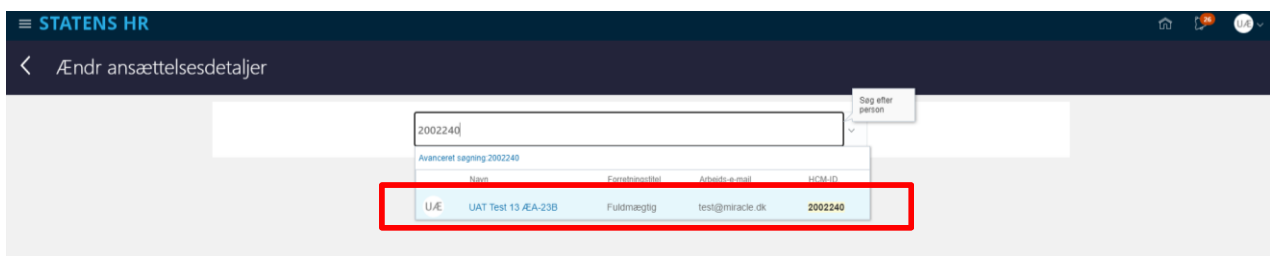 STATENS HR
26
UÆ
Ændr ansættelsesdetaljer
Søg efter
person
2002240
Avanceret søgning:2002240
Navn Forretningstitel Arbejds-e-mail HCM-ID
UÆ UAT Test 13 ÆA-23B Fuldmægtig test@miracle.dk 2002240